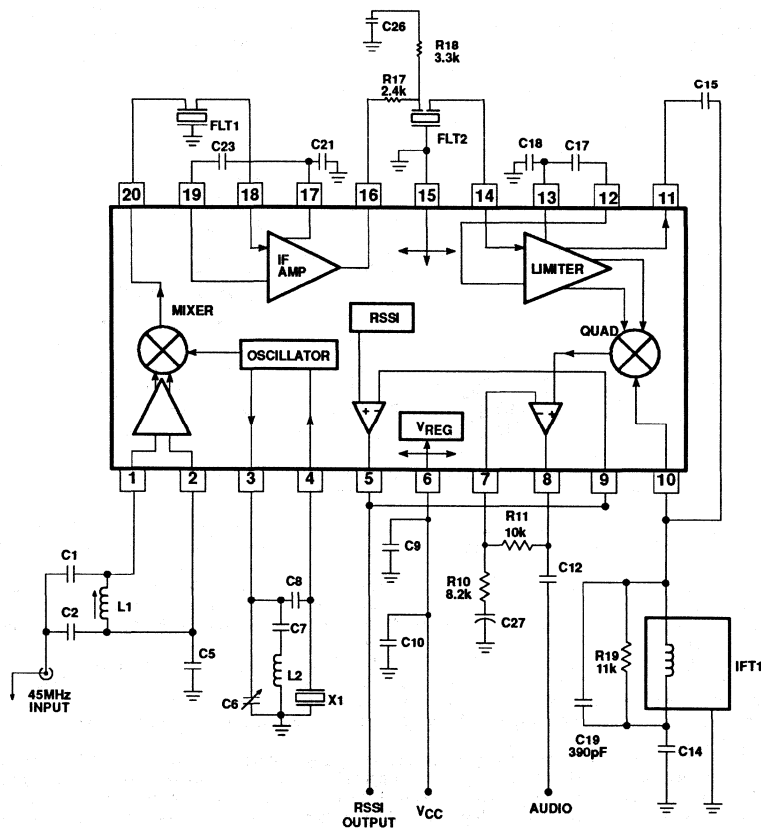 C26
R18
3.3k
R17
2.4k
C15
FLT1
FLT2
C23
C21
C18
C17
20
19
18
17
16
15
14
13
12
11
IF
AMP
LIMITER
MIXER
RSSI
QUAD
OSCILLATOR
+ −
VREG
− +
1
2
3
4
5
6
7
8
9
10
R11
10k
C1
C9
C12
C8
R10
8.2k
L1
C2
C7
C27
C10
C5
L2
R19
11k
IFT1
C6
X1
45MHz
INPUT
C19
390pF
C14
RSSI
OUTPUT
VCC
AUDIO